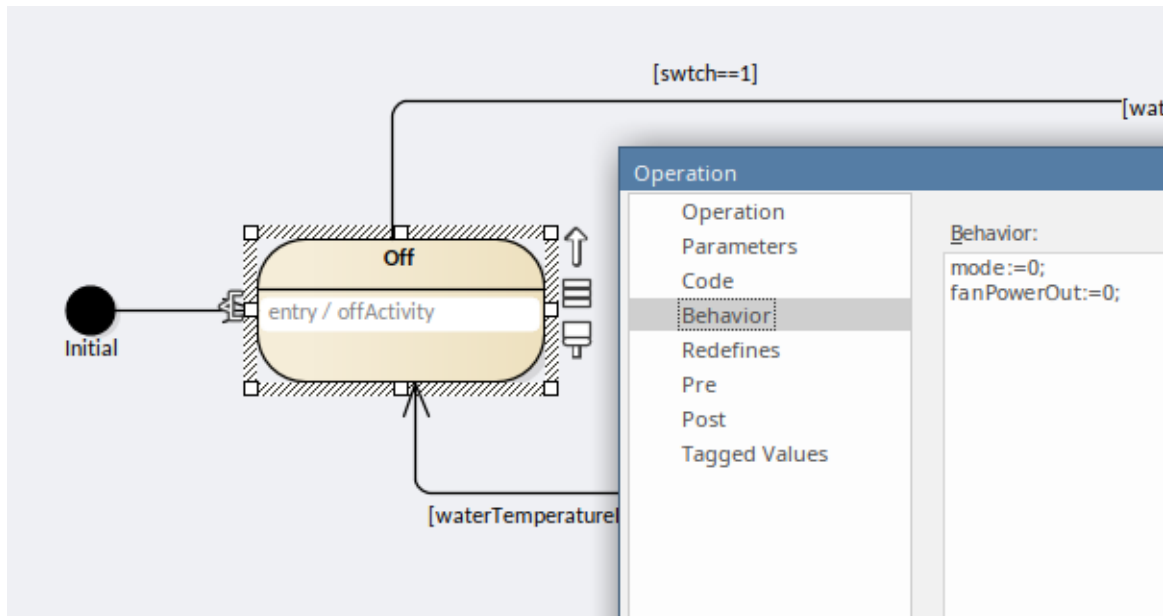 [swtch==1]
[wat
Operation
Operation
Parameters
Code
Behavior
Redefines
Pre
Post
Tagged Values
Behavior:
mode:=0;
fanPowerOut:=0;
Off
entry / offActivity
Initial
[waterTemperature